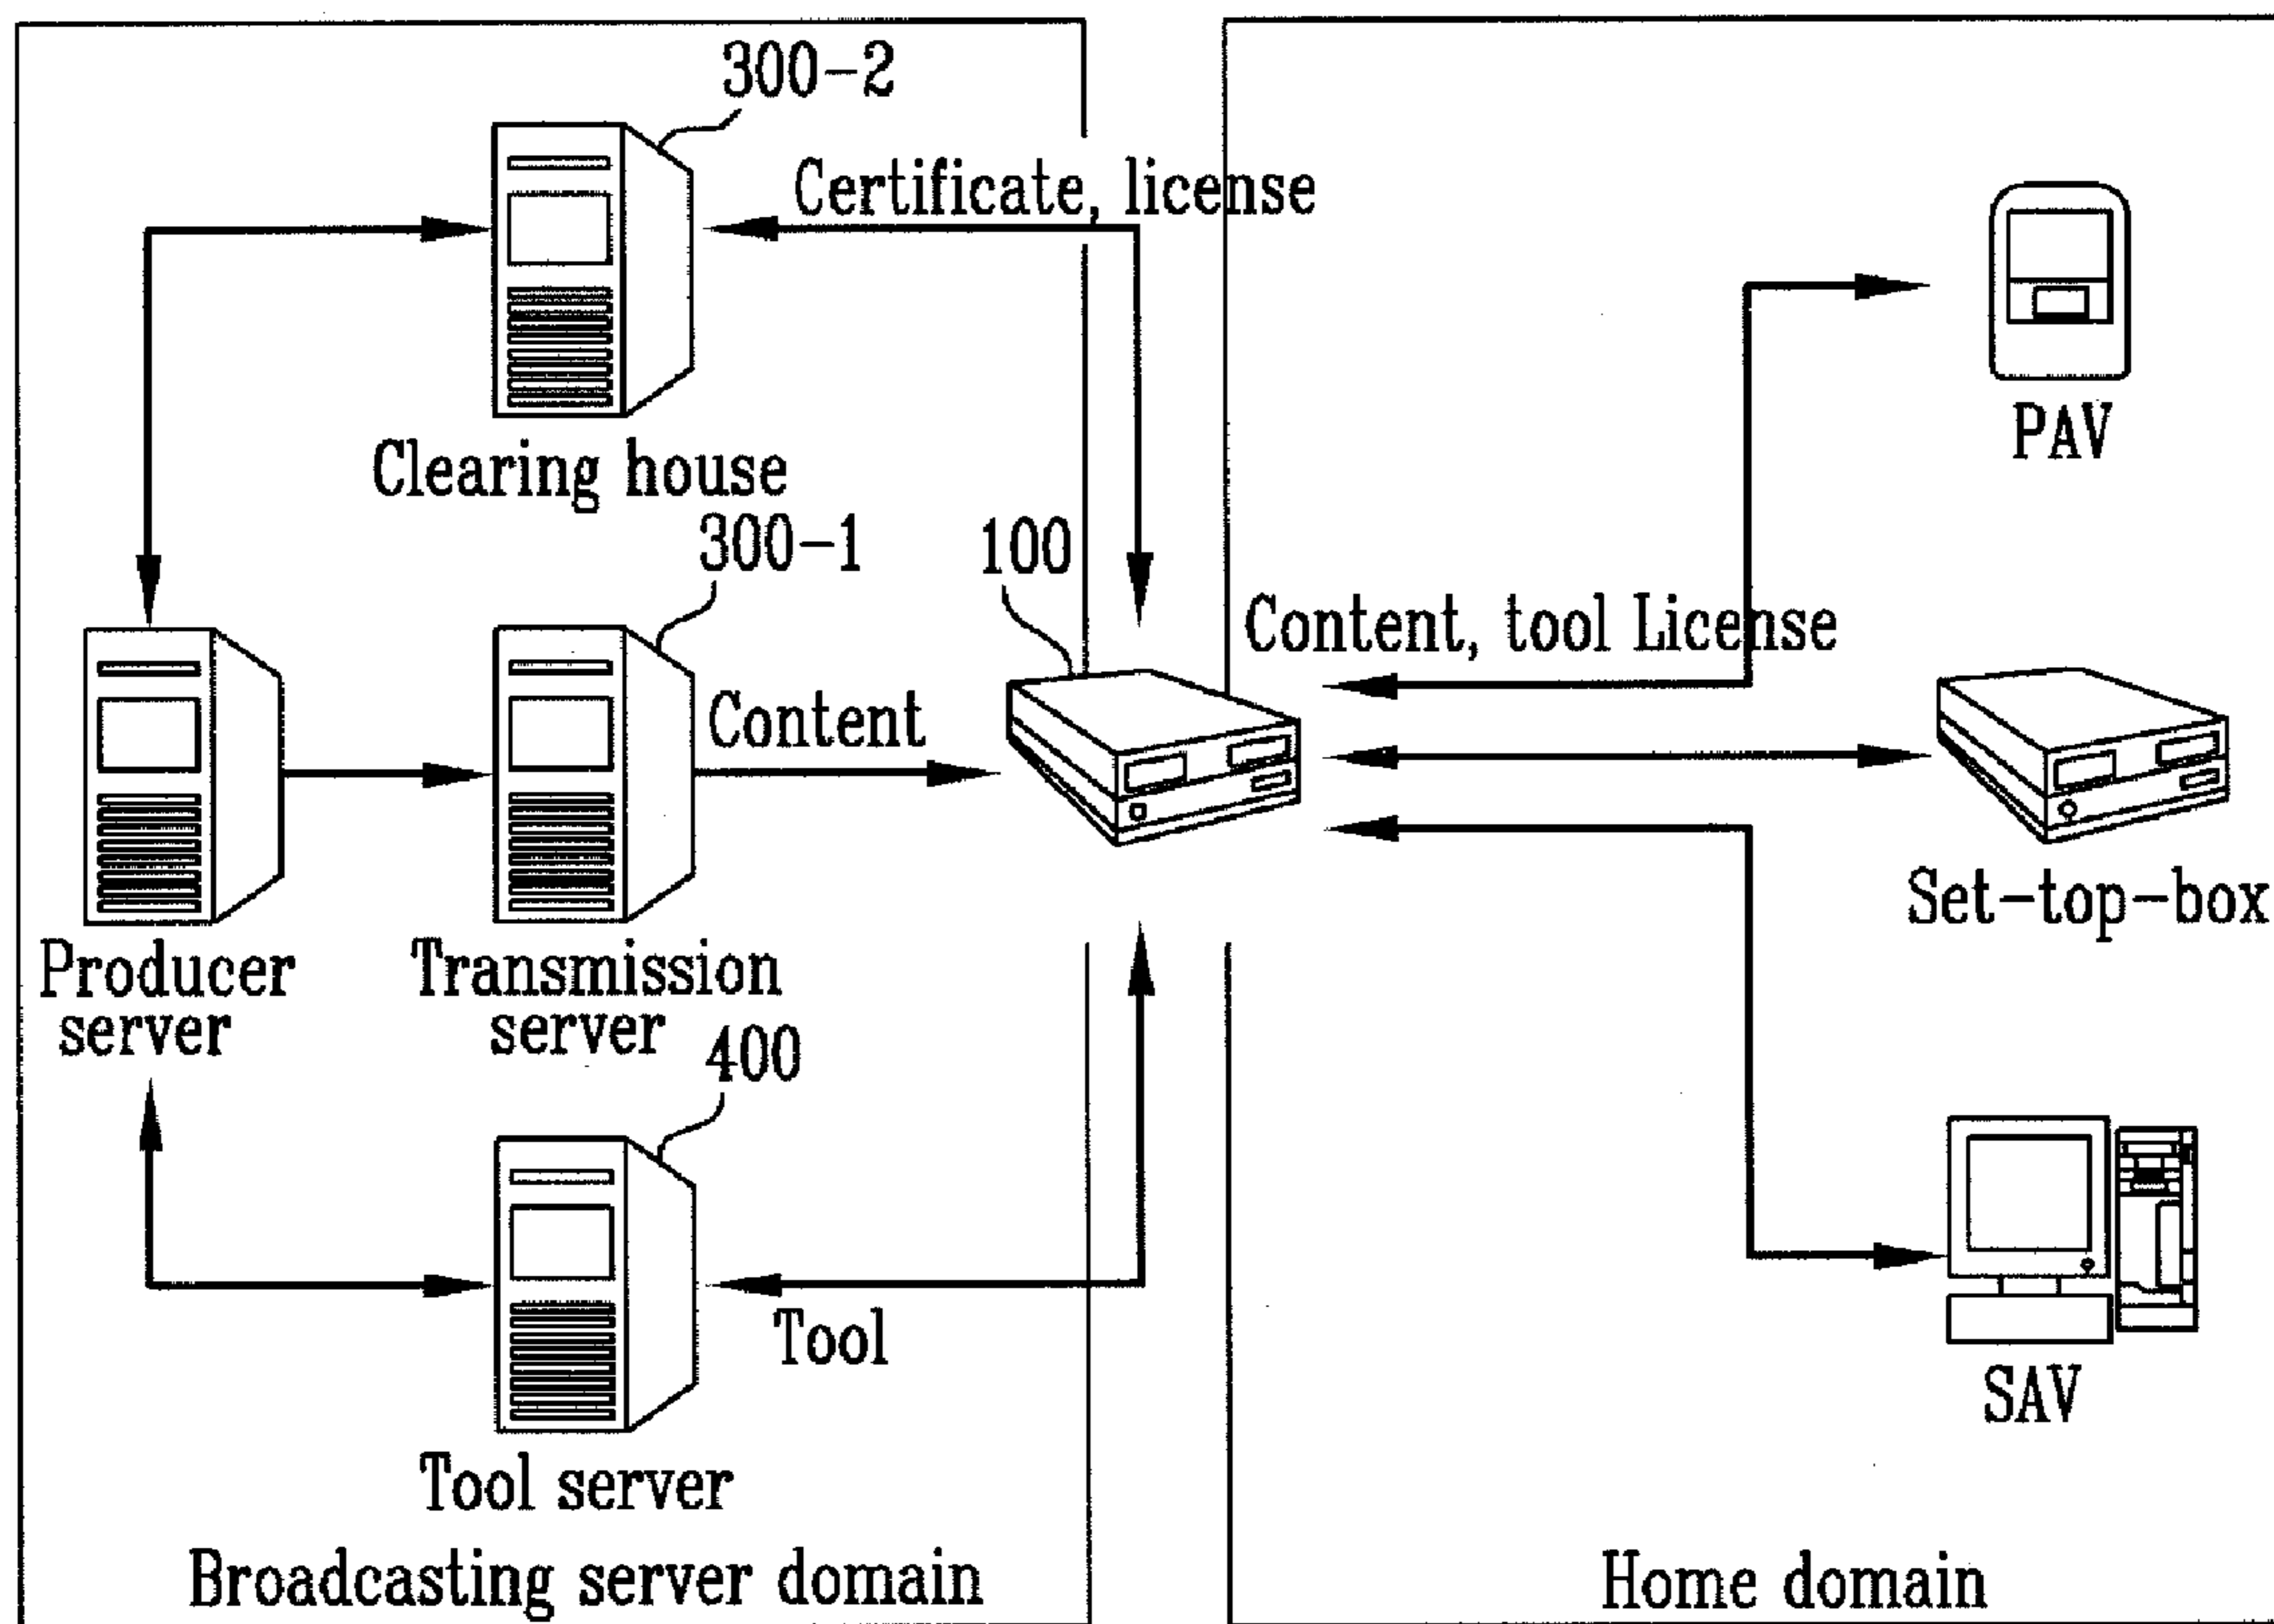 300-2
Certificate, license
Clearing house
PAV
300-1
100
Content, tool License
Content
Set-top-box
Producer
server
Transmission
server
400
Tool
SAV
Tool server
Broadcasting server domain
Home domain